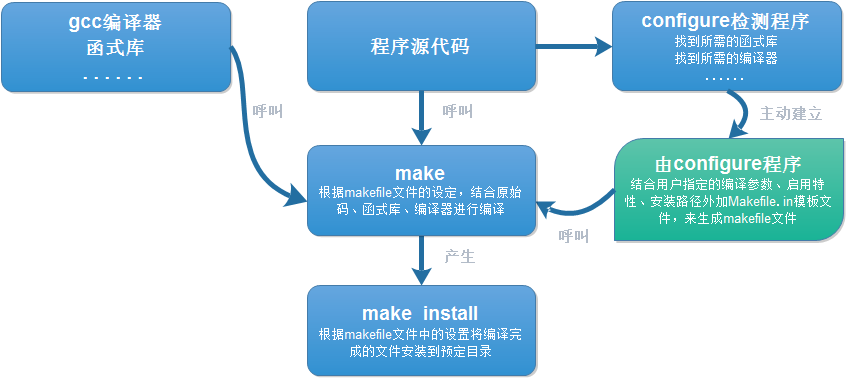 gcc编译器
函式库
. . . . . .
程序源代码
configure检测程序
找到所需的函式库
找到所需的编译器
. . . . . .
呼叫
呼叫
主动建立
make
根据makefile文件的设定，结合原始
码、函式库、编译器进行编译
由configure程序
结合用户指定的编译参数、启用特
性、安装路径外加Makefile.in模板文
件，来生成makefile文件
呼叫
产生
make install
根据makefile文件中的设置将编译完
成的文件安装到预定目录